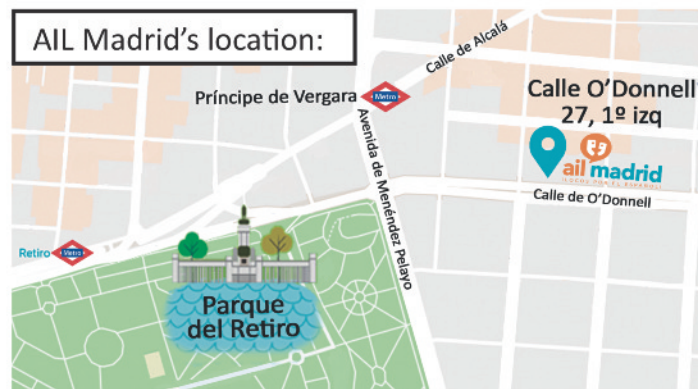 AIL Madrid's location:
Calle de Alcalá
Príncipe de Vergara
Metro
Calle O'Donnell
27, 1º izq
ail madrid
Calle de O'Donnell
Avenida de Menéndez Pelayo
Retiro
Metro
Parque
del Retiro